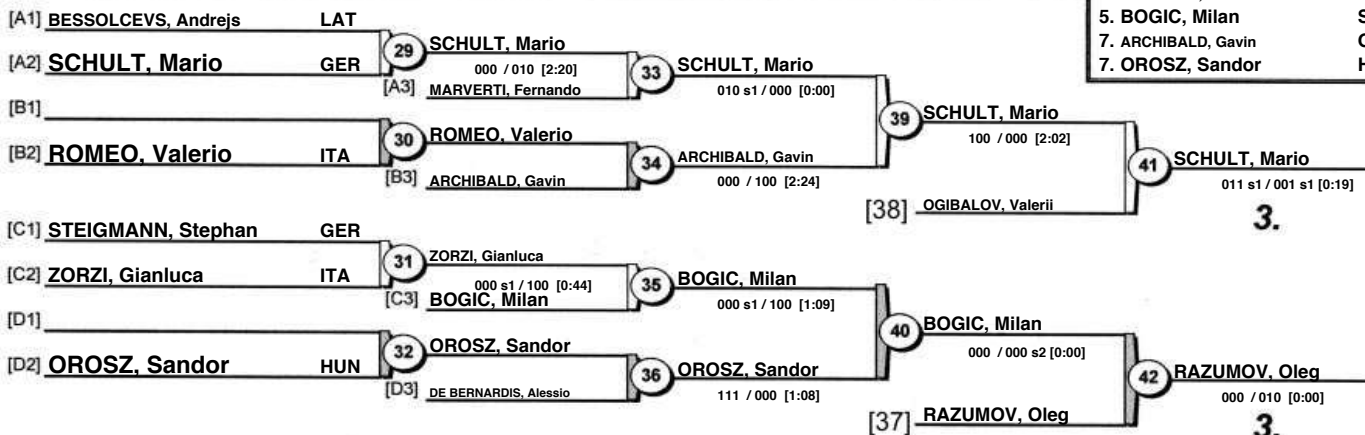 [A1] BESSOLCEVS, Andrejs LAT
[A2] SCHULT, Mario GER
29
SCHULT, Mario
000 / 010 [2:20]
[A3] MARVERTI, Fernando
33
SCHULT, Mario
010 s1 / 000 [0:00]
[B1]
[B2] ROMEO, Valerio ITA
30
ROMEO, Valerio
[B3] ARCHIBALD, Gavin
34
ARCHIBALD, Gavin
000 / 100 [2:24]
39
SCHULT, Mario
100 / 000 [2:02]
[38] OGIBALOV, Valerii
41
SCHULT, Mario
011 s1 / 001 s1 [0:19]
3.
[C1] STEIGMANN, Stephan GER
[C2] ZORZI, Gianluca ITA
31
ZORZI, Gianluca
000 s1 / 100 [0:44]
[C3] BOGIC, Milan
35
BOGIC, Milan
000 s1 / 100 [1:09]
[D1]
[D2] OROSZ, Sandor HUN
32
OROSZ, Sandor
[D3] DE BERNARDIS, Alessio
36
OROSZ, Sandor
111 / 000 [1:08]
40
BOGIC, Milan
000 / 000 s2 [0:00]
[37] RAZUMOV, Oleg
42
RAZUMOV, Oleg
000 / 010 [0:00]
3.
5. BOGIC, Milan S
7. ARCHIBALD, Gavin
7. OROSZ, Sandor H